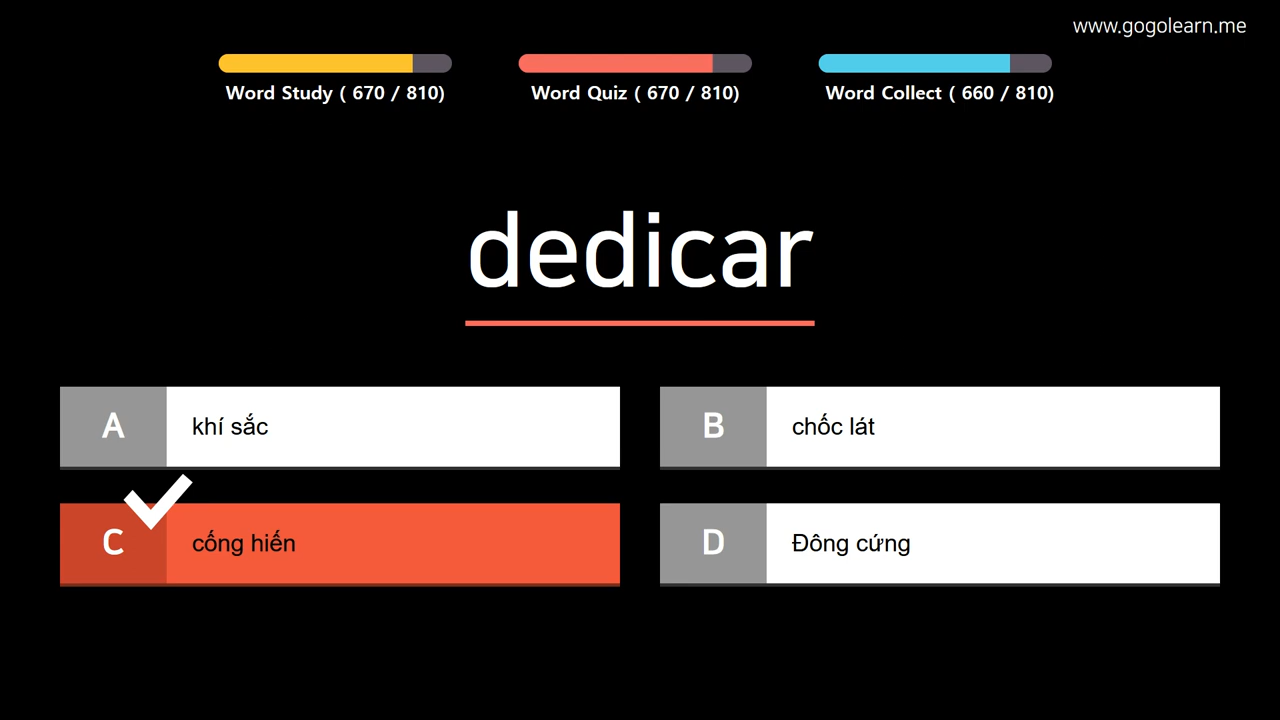 www.gogolearn.me
Word Study ( 670 / 810)
Word Quiz ( 670 / 810)
Word Collect ( 660 / 810)
dedicar
A
khí sắc
B
chốc lát
C
cống hiến
D
Đông cứng